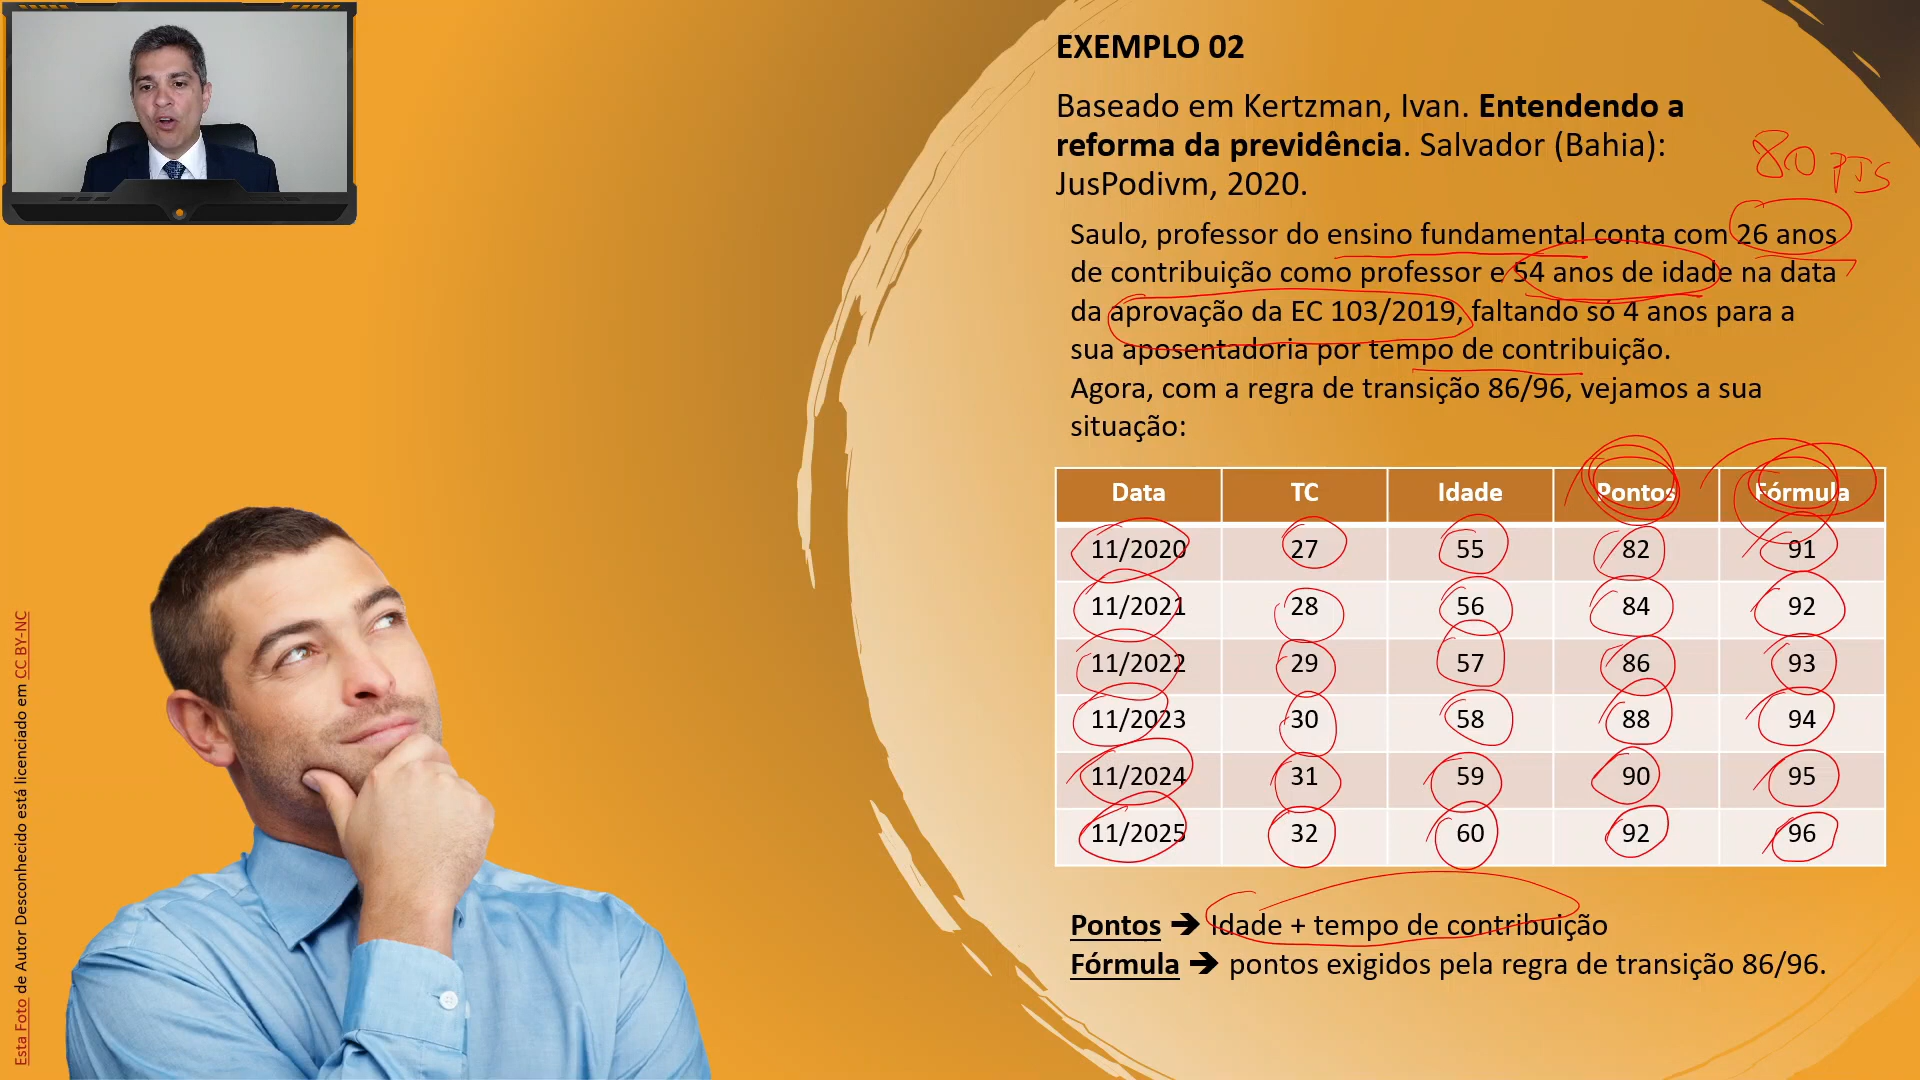 EXEMPLO 02
Baseado em Kertzman, Ivan. Entendendo a
reforma da previdência. Salvador (Bahia):
JusPodivm, 2020.
80 PTS
Saulo, professor do ensino fundamental conta com 26 anos
de contribuição como professor e 54 anos de idade na data
da aprovação da EC 103/2019, faltando só 4 anos para a
sua aposentadoria por tempo de contribuição.
Agora, com a regra de transição 86/96, vejamos a sua
situação:
Data TC Idade Pontos Fórmula
11/2020 27 55 82 91
11/2021 28 56 84 92
11/2022 29 57 86 93
11/2023 30 58 88 94
11/2024 31 59 90 95
11/2025 32 60 92 96
Pontos ➔ Idade + tempo de contribuição
Fórmula ➔ pontos exigidos pela regra de transição 86/96.
Esta Foto de Autor Desconhecido está licenciado em CC BY-NC